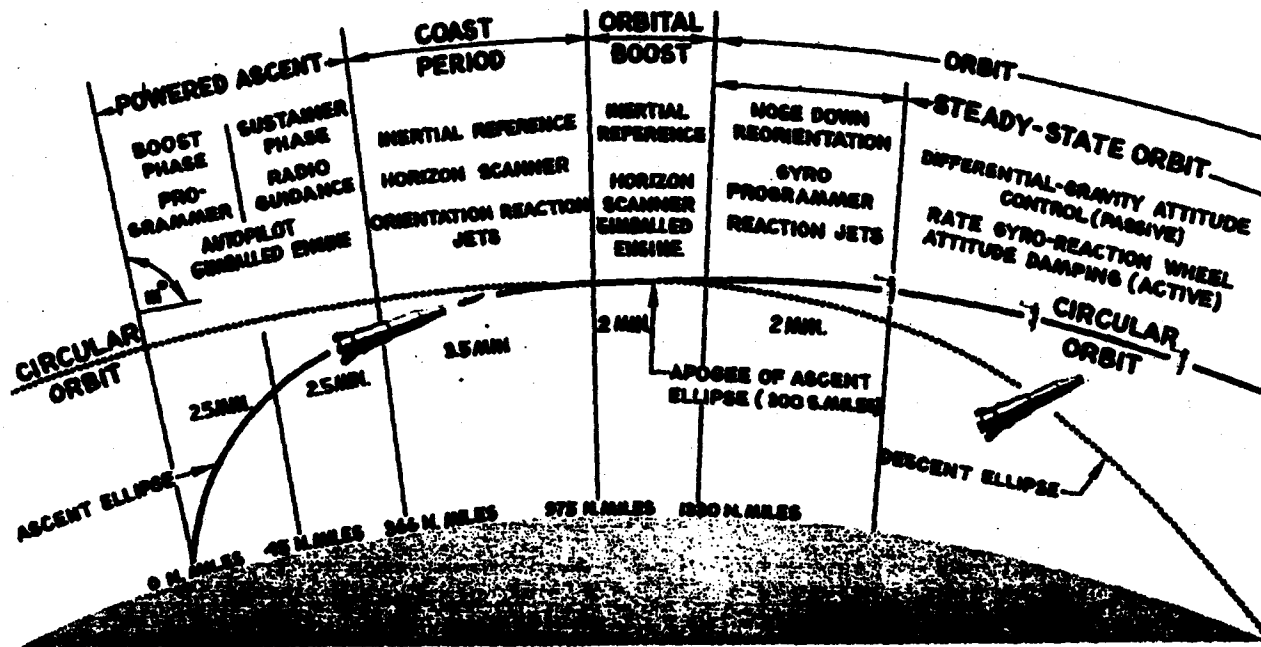 POWERED ASCENT
COAST
PERIOD
ORBITAL
BOOST
ORBIT
BOOST
PHASE
PRO-
GRAMMER
SUSTAINER
PHASE
RADIO
GUIDANCE
AUTOPILOT
GIMBALLED ENGINE
INERTIAL REFERENCE
HORIZON SCANNER
ORIENTATION REACTION
JETS
INERTIAL
REFERENCE
HORIZON
SCANNER
GIMBALLED
ENGINE
NOSE DOWN
REORIENTATION
GYRO
PROGRAMMER
REACTION JETS
STEADY-STATE ORBIT
DIFFERENTIAL-GRAVITY ATTITUDE
CONTROL (PASSIVE)
RATE GYRO-REACTION WHEEL
ATTITUDE DAMPING (ACTIVE)
CIRCULAR
ORBIT
2.5 MIN.
2.5 MIN.
MIN
2 MIN.
2 MIN.
APOGEE OF ASCENT
ELLIPSE (300 S. MILES)
CIRCULAR
ORBIT
ASCENT ELLIPSE
DESCENT ELLIPSE
0 N. MILES
45 N. MILES
N. MILES
975 N. MILES
N. MILES